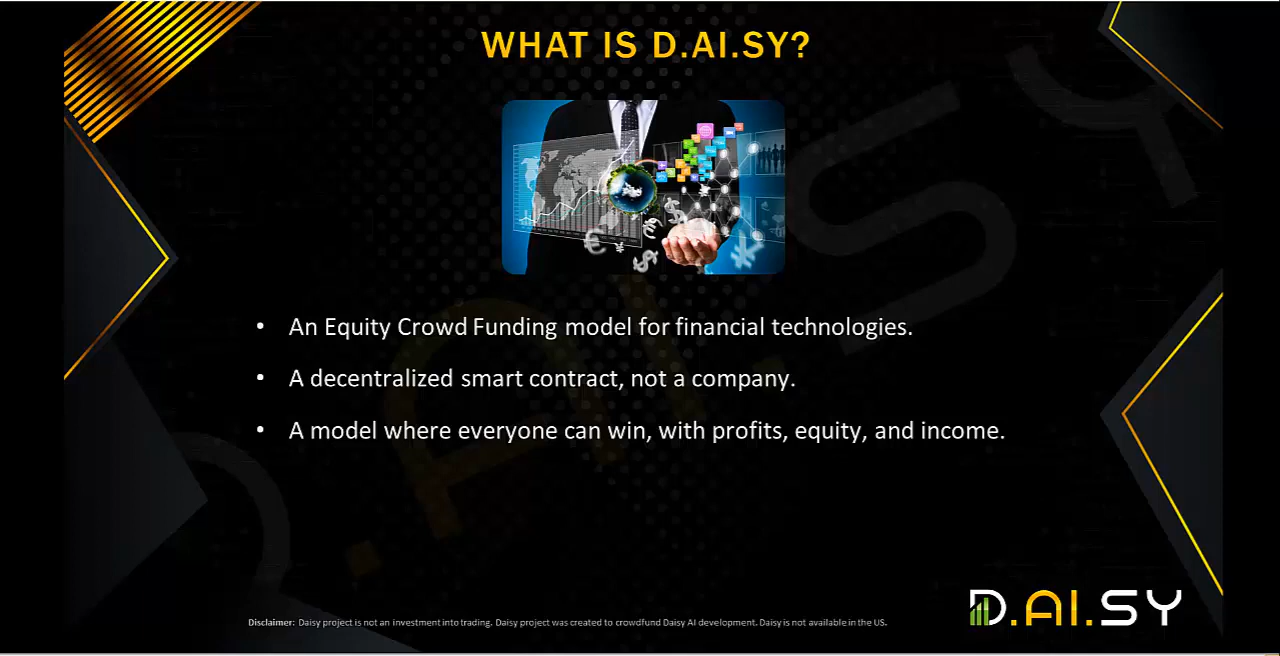 WHAT IS D.AI.SY?
• An Equity Crowd Funding model for financial technologies.
• A decentralized smart contract, not a company.
• A model where everyone can win, with profits, equity, and income.
Disclaimer: Daisy project is not an investment into trading. Daisy project was created to crowdfund Daisy AI development. Daisy is not available in the US.
D.AI.SY